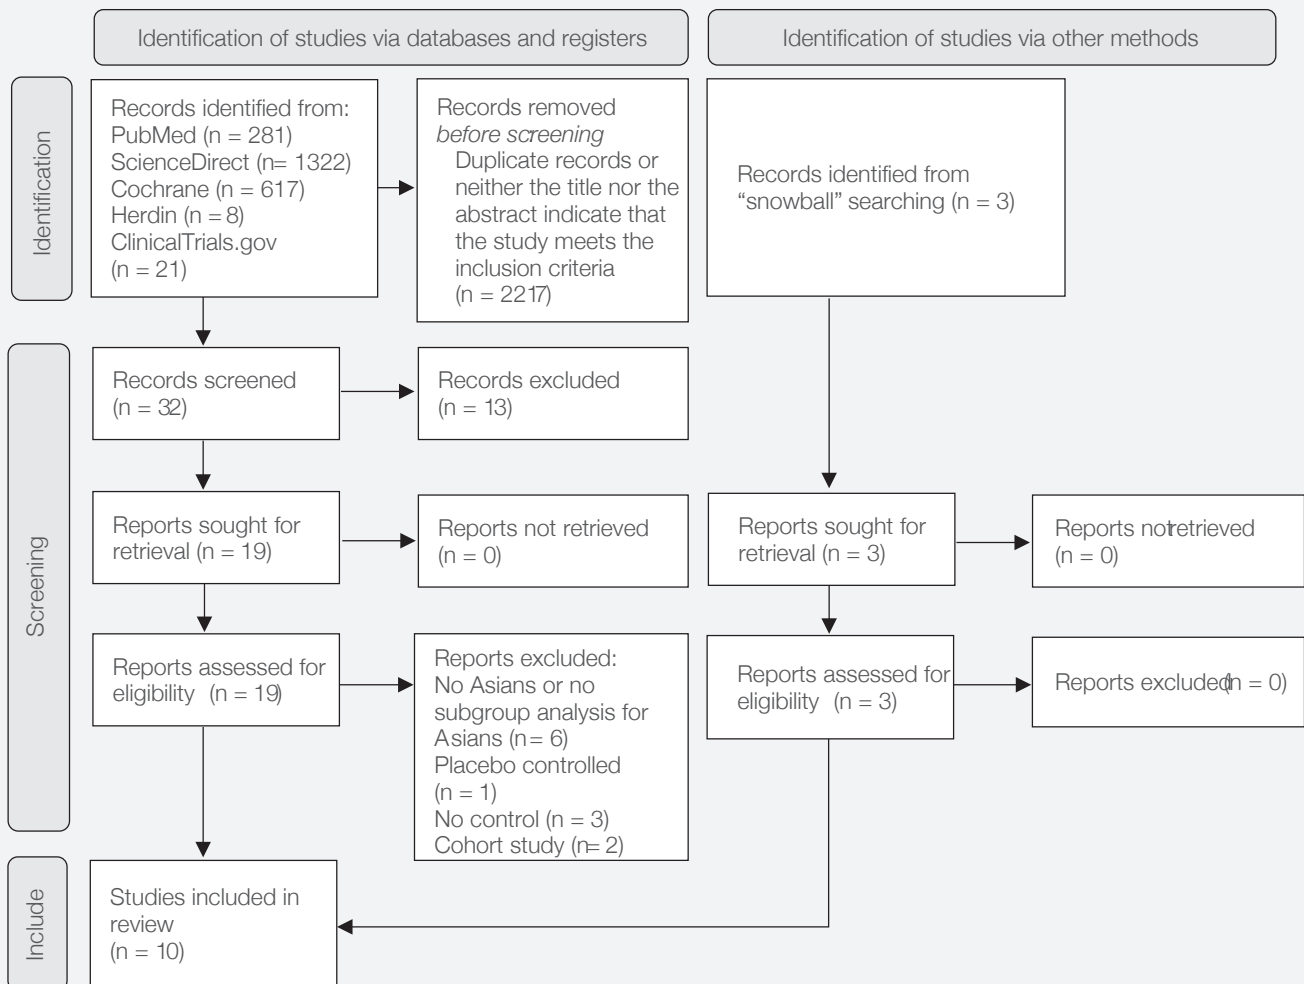 Identification of studies via databases and registers
Identification of studies via other methods
Identification
Records identified from:
PubMed (n = 281)
ScienceDirect (n= 1322)
Cochrane (n = 617)
Herdin (n = 8)
ClinicalTrials.gov
(n = 21)
Records removed
before screening
Duplicate records or
neither the title nor the
abstract indicate that
the study meets the
inclusion criteria
(n = 2217)
Records identified from
“snowball” searching (n = 3)
Screening
Records screened
(n = 32)
Records excluded
(n = 13)
Reports sought for
retrieval (n = 19)
Reports not retrieved
(n = 0)
Reports sought for
retrieval (n = 3)
Reports notretrieved
(n = 0)
Reports assessed for
eligibility (n = 19)
Reports excluded:
No Asians or no
subgroup analysis for
Asians (n= 6)
Placebo controlled
(n = 1)
No control (n = 3)
Cohort study (n= 2)
Reports assessed for
eligibility (n = 3)
Reports excluded(n = 0)
Include
Studies included in
review
(n = 10)